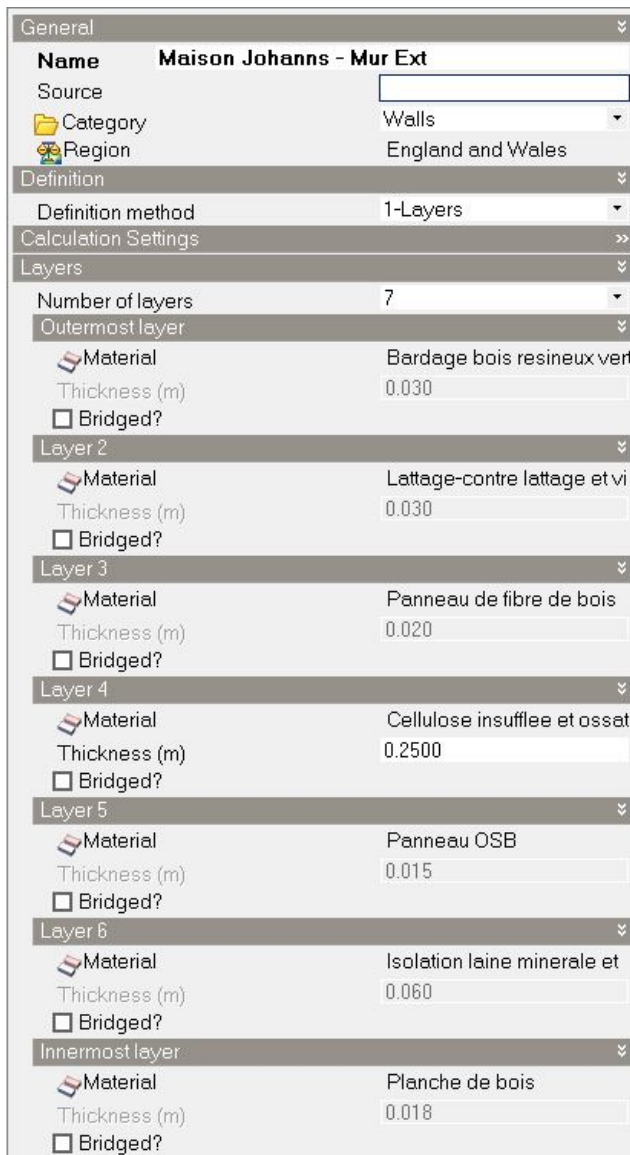 General
Name Maison Johanns - Mur Ext
Source
Category Walls
Region England and Wales
Definition
Definition method 1-Layers
Calculation Settings
Layers
Number of layers 7
Outermost layer
Material Bardage bois resineux vert
Thickness (m) 0.030
Bridged?
Layer 2
Material Lattage-contre lattage et vi
Thickness (m) 0.030
Bridged?
Layer 3
Material Panneau de fibre de bois
Thickness (m) 0.020
Bridged?
Layer 4
Material Cellulose insufflee et ossat
Thickness (m) 0.2500
Bridged?
Layer 5
Material Panneau OSB
Thickness (m) 0.015
Bridged?
Layer 6
Material Isolation laine minerale et
Thickness (m) 0.060
Bridged?
Innermost layer
Material Planche de bois
Thickness (m) 0.018
Bridged?